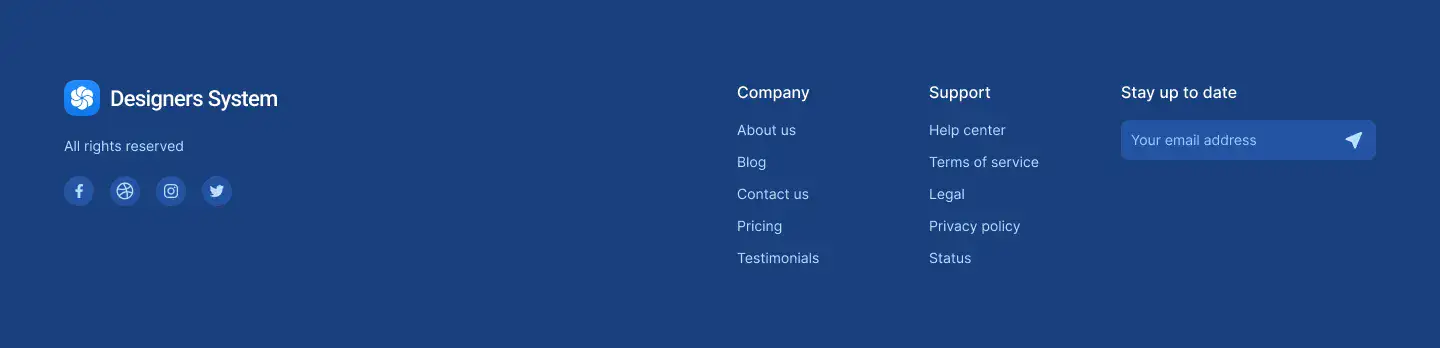 Designers System
All rights reserved
Company
About us
Blog
Contact us
Pricing
Testimonials
Support
Help center
Terms of service
Legal
Privacy policy
Status
Stay up to date
Your email address